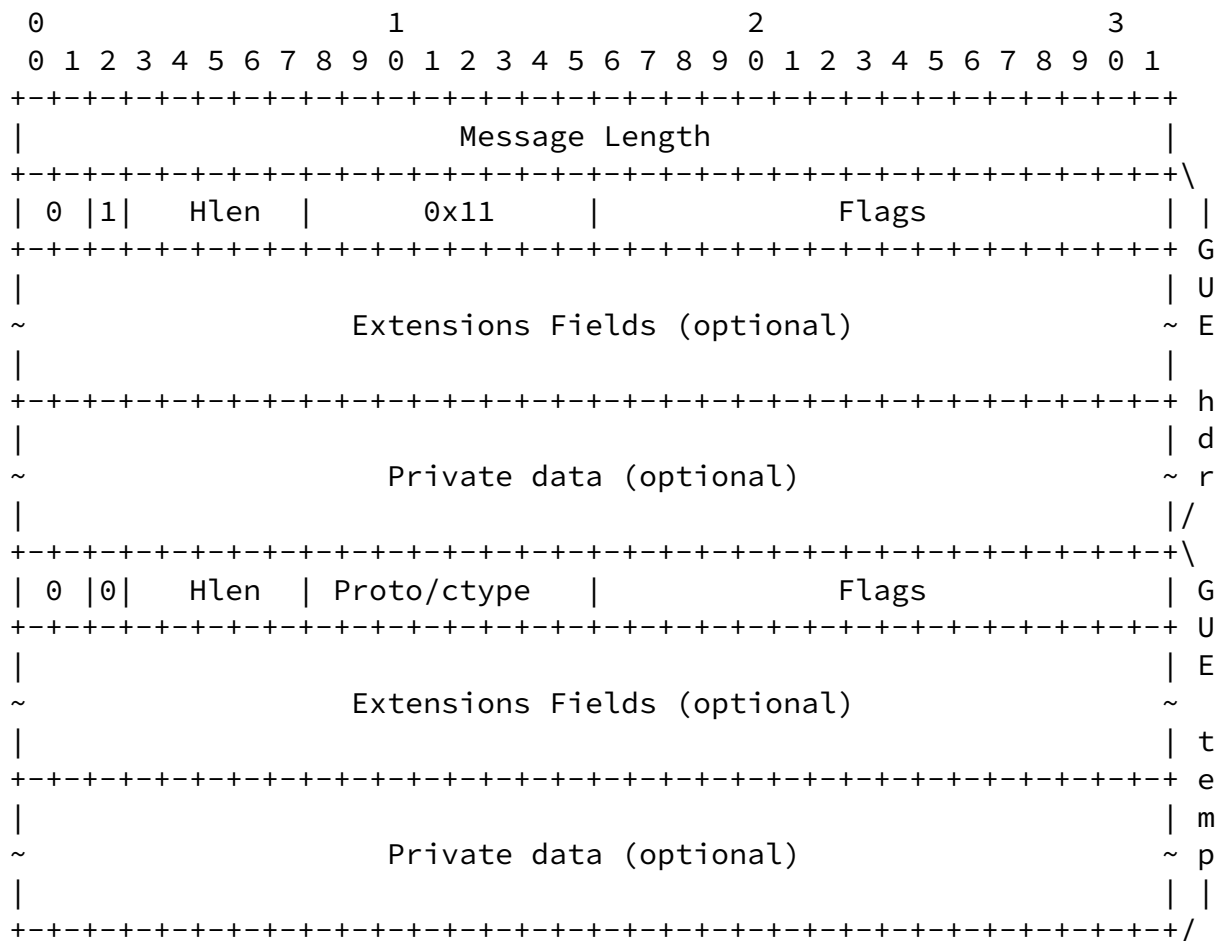 0                   1                   2                   3
 0 1 2 3 4 5 6 7 8 9 0 1 2 3 4 5 6 7 8 9 0 1 2 3 4 5 6 7 8 9 0 1
+-+-+-+-+-+-+-+-+-+-+-+-+-+-+-+-+-+-+-+-+-+-+-+-+-+-+-+-+-+-+-+-+
|                        Message Length                         |
+-+-+-+-+-+-+-+-+-+-+-+-+-+-+-+-+-+-+-+-+-+-+-+-+-+-+-+-+-+-+-+-+\
| 0 |1|   Hlen  |      0x11     |             Flags             | |
+-+-+-+-+-+-+-+-+-+-+-+-+-+-+-+-+-+-+-+-+-+-+-+-+-+-+-+-+-+-+-+-+ G
|                                                               | U
~                  Extensions Fields (optional)                 ~ E
|                                                               |
+-+-+-+-+-+-+-+-+-+-+-+-+-+-+-+-+-+-+-+-+-+-+-+-+-+-+-+-+-+-+-+-+ h
|                                                               | d
~                    Private data (optional)                    ~ r
|                                                               |/
+-+-+-+-+-+-+-+-+-+-+-+-+-+-+-+-+-+-+-+-+-+-+-+-+-+-+-+-+-+-+-+-+\
| 0 |0|   Hlen  | Proto/ctype   |             Flags             | G
+-+-+-+-+-+-+-+-+-+-+-+-+-+-+-+-+-+-+-+-+-+-+-+-+-+-+-+-+-+-+-+-+ U
|                                                               | E
~                  Extensions Fields (optional)                 ~
|                                                               | t
+-+-+-+-+-+-+-+-+-+-+-+-+-+-+-+-+-+-+-+-+-+-+-+-+-+-+-+-+-+-+-+-+ e
|                                                               | m
~                    Private data (optional)                    ~ p
|                                                               | |
+-+-+-+-+-+-+-+-+-+-+-+-+-+-+-+-+-+-+-+-+-+-+-+-+-+-+-+-+-+-+-+-+/